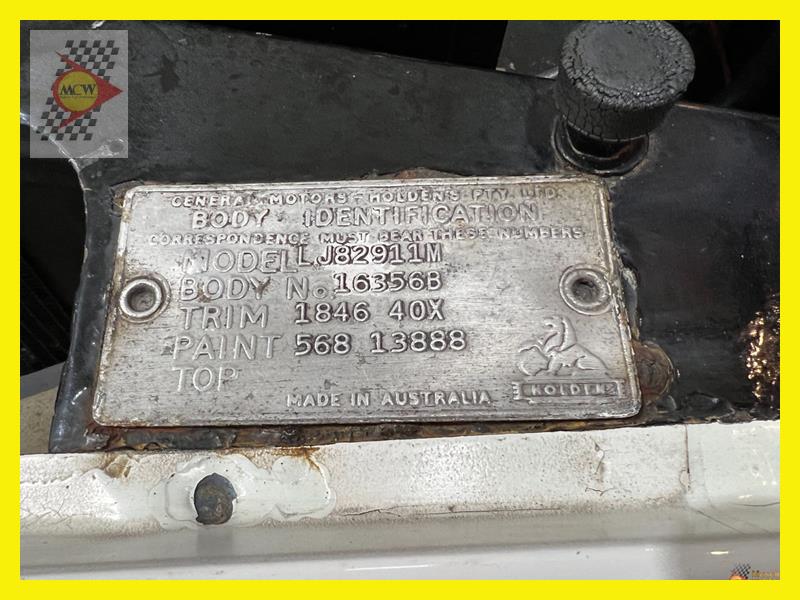 MCW
GENERAL MOTORS - HOLDEN'S PTY. LTD.
BODY IDENTIFICATION
CORRESPONDENCE MUST BEAR THESE NUMBERS
MODEL LJ82911M
BODY No. 16356B
TRIM 1846 40X
PAINT 568 13888
TOP
HOLDEN
MADE IN AUSTRALIA